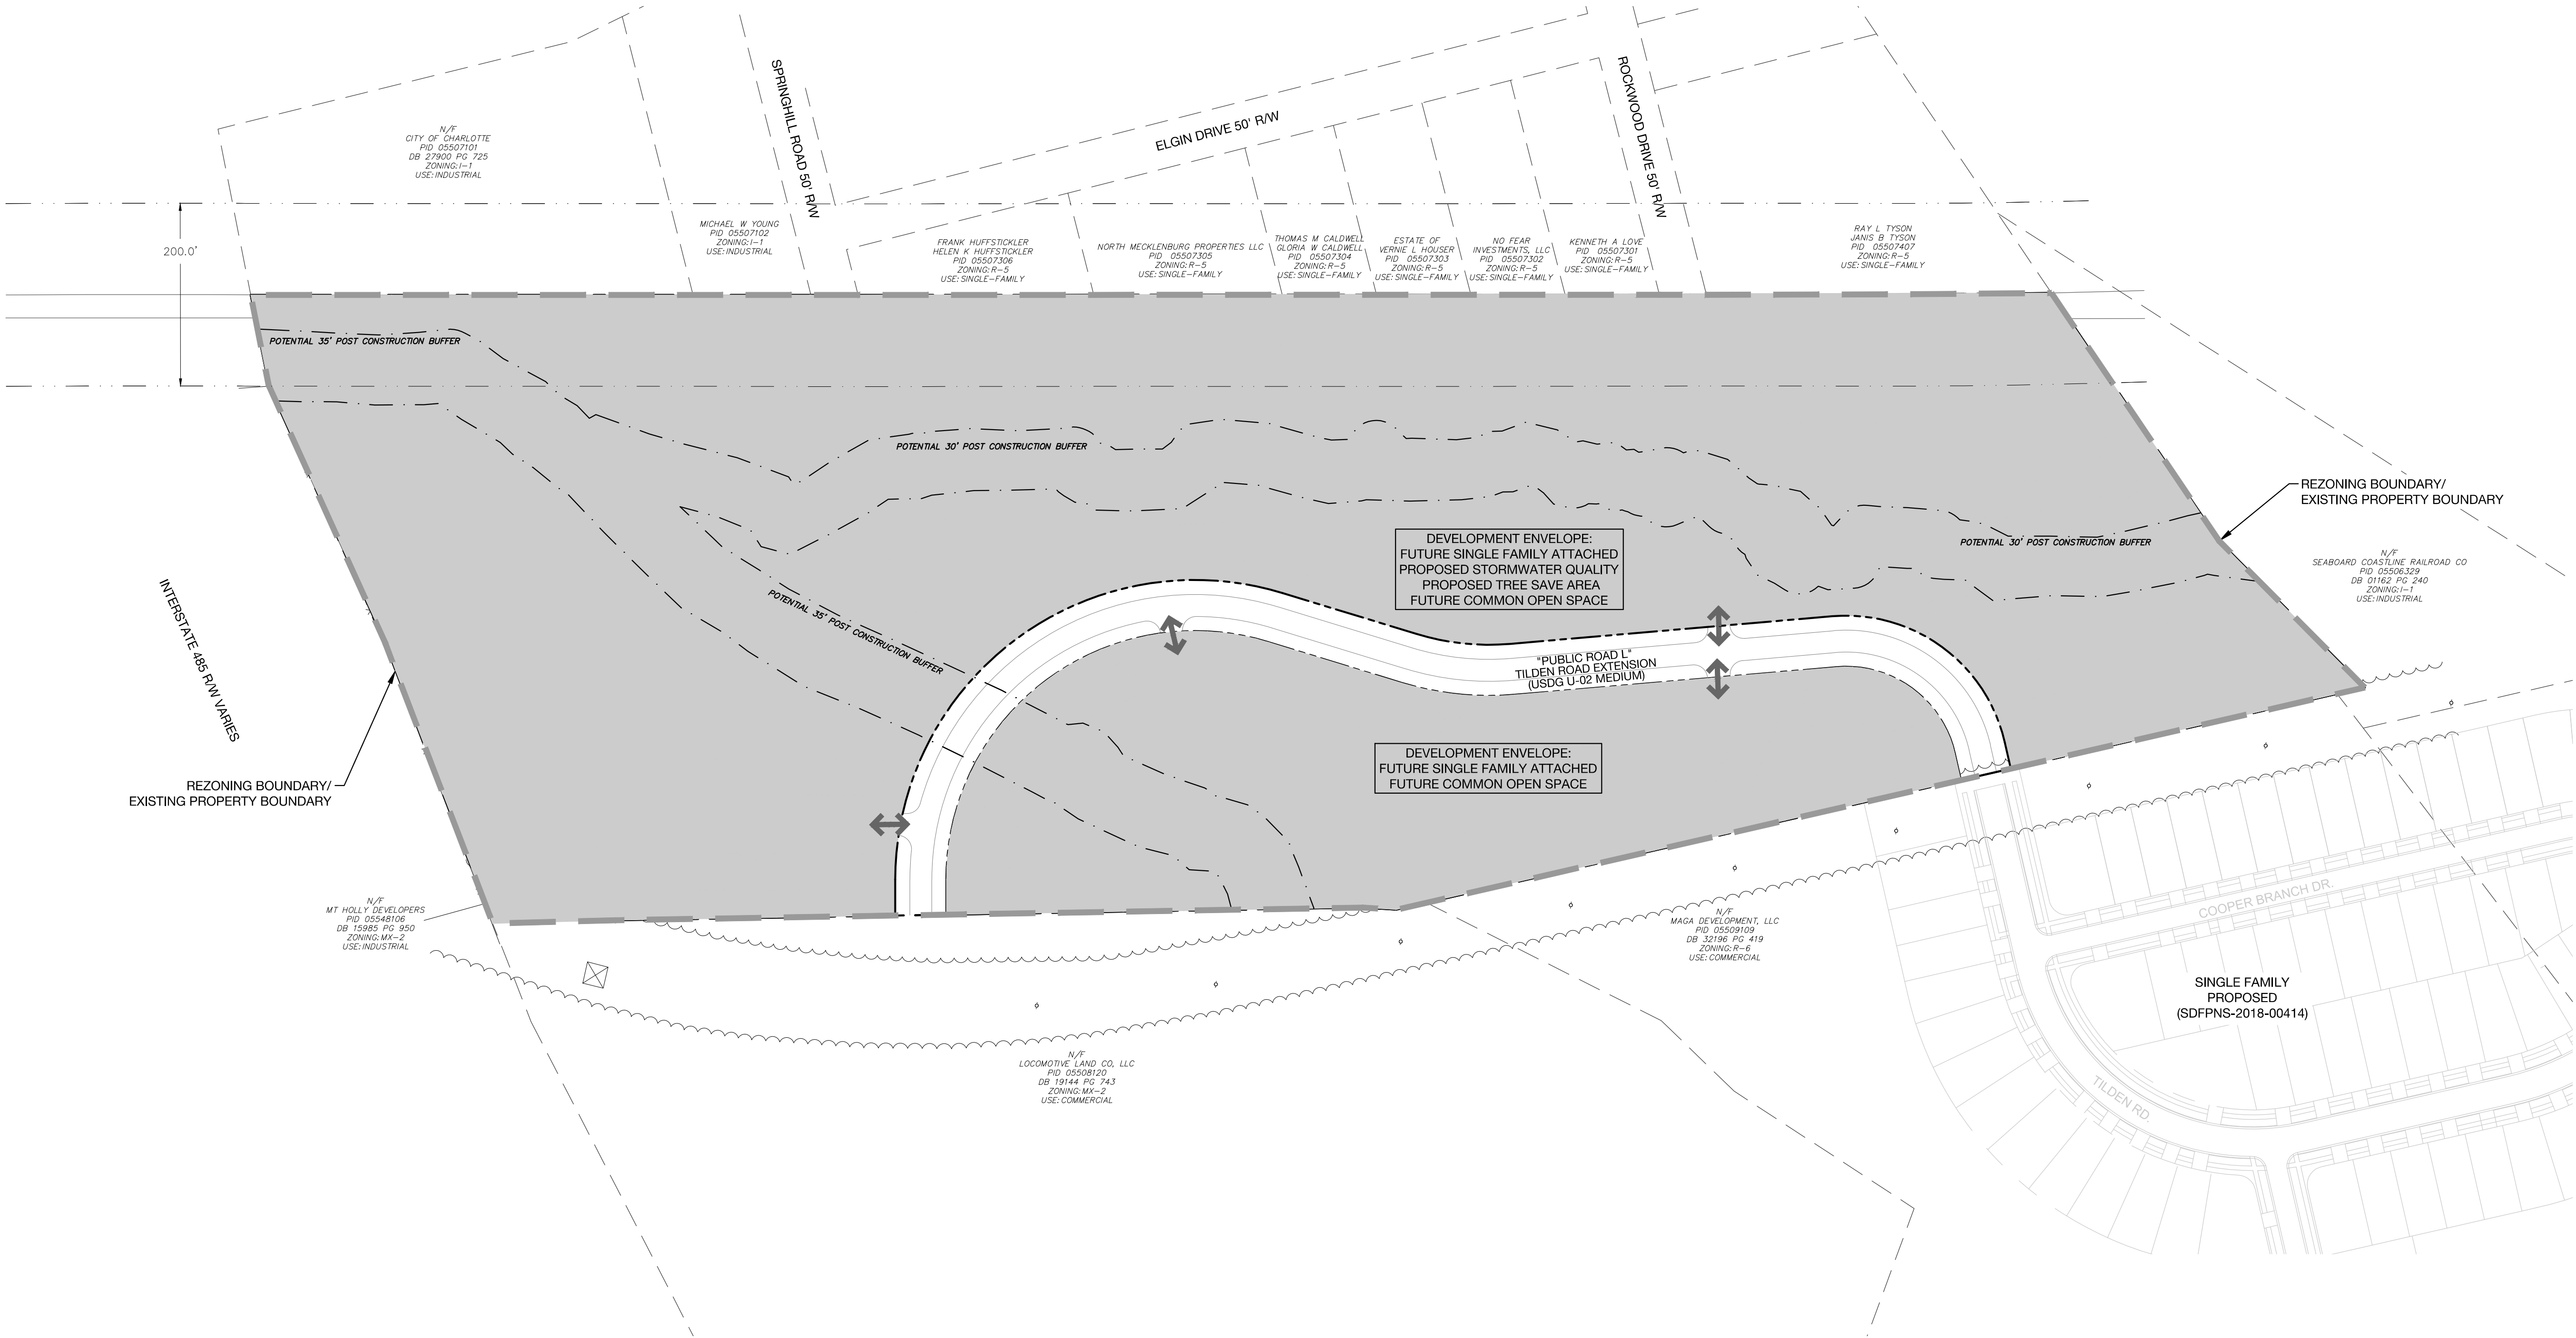 SPRINGHILL ROAD 50' R/W
ELGIN DRIVE 50' R/W
ROCKWOOD DRIVE 50' R/W
N/F
CITY OF CHARLOTTE
PID 05507101
DB 27900 PG 725
ZONING: I-1
USE: INDUSTRIAL
200.0'
MICHAEL W YOUNG
PID 05507102
ZONING: I-1
USE: INDUSTRIAL
FRANK HUFFSTICKLER
HELEN K HUFFSTICKLER
PID 05507306
ZONING: R-5
USE: SINGLE-FAMILY
NORTH MECKLENBURG PROPERTIES LLC
PID 05507305
ZONING: R-5
USE: SINGLE-FAMILY
THOMAS M CALDWELL
GLORIA W CALDWELL
PID 05507304
ZONING: R-5
USE: SINGLE-FAMILY
ESTATE OF
VERNIE L HOUSER
PID 05507303
ZONING: R-5
USE: SINGLE-FAMILY
NO FEAR
INVESTMENTS, LLC
PID 05507302
ZONING: R-5
USE: SINGLE-FAMILY
KENNETH A LOVE
PID 05507301
ZONING: R-5
USE: SINGLE-FAMILY
RAY L TYSON
JANIS B TYSON
PID 05507407
ZONING: R-5
USE: SINGLE-FAMILY
POTENTIAL 35' POST CONSTRUCTION BUFFER
POTENTIAL 30' POST CONSTRUCTION BUFFER
POTENTIAL 30' POST CONSTRUCTION BUFFER
REZONING BOUNDARY/
EXISTING PROPERTY BOUNDARY
N/F
SEABOARD COASTLINE RAILROAD CO
PID 05506329
DB 01162 PG 240
ZONING: I-1
USE: INDUSTRIAL
DEVELOPMENT ENVELOPE:
FUTURE SINGLE FAMILY ATTACHED
PROPOSED STORMWATER QUALITY
PROPOSED TREE SAVE AREA
FUTURE COMMON OPEN SPACE
POTENTIAL 35' POST CONSTRUCTION BUFFER
INTERSTATE 485 R/W VARIES
"PUBLIC ROAD L"
TILDEN ROAD EXTENSION
(USDG U-02 MEDIUM)
DEVELOPMENT ENVELOPE:
FUTURE SINGLE FAMILY ATTACHED
FUTURE COMMON OPEN SPACE
REZONING BOUNDARY/
EXISTING PROPERTY BOUNDARY
N/F
MT HOLLY DEVELOPERS
PID 05548106
DB 15985 PG 950
ZONING: MX-2
USE: INDUSTRIAL
N/F
MAGA DEVELOPMENT, LLC
PID 05509109
DB 32196 PG 419
ZONING: R-6
USE: COMMERCIAL
COOPER BRANCH DR.
SINGLE FAMILY
PROPOSED
(SDFPNS-2018-00414)
N/F
LOCOMOTIVE LAND CO, LLC
PID 05508120
DB 19144 PG 743
ZONING: MX-2
USE: COMMERCIAL
TILDEN RD.